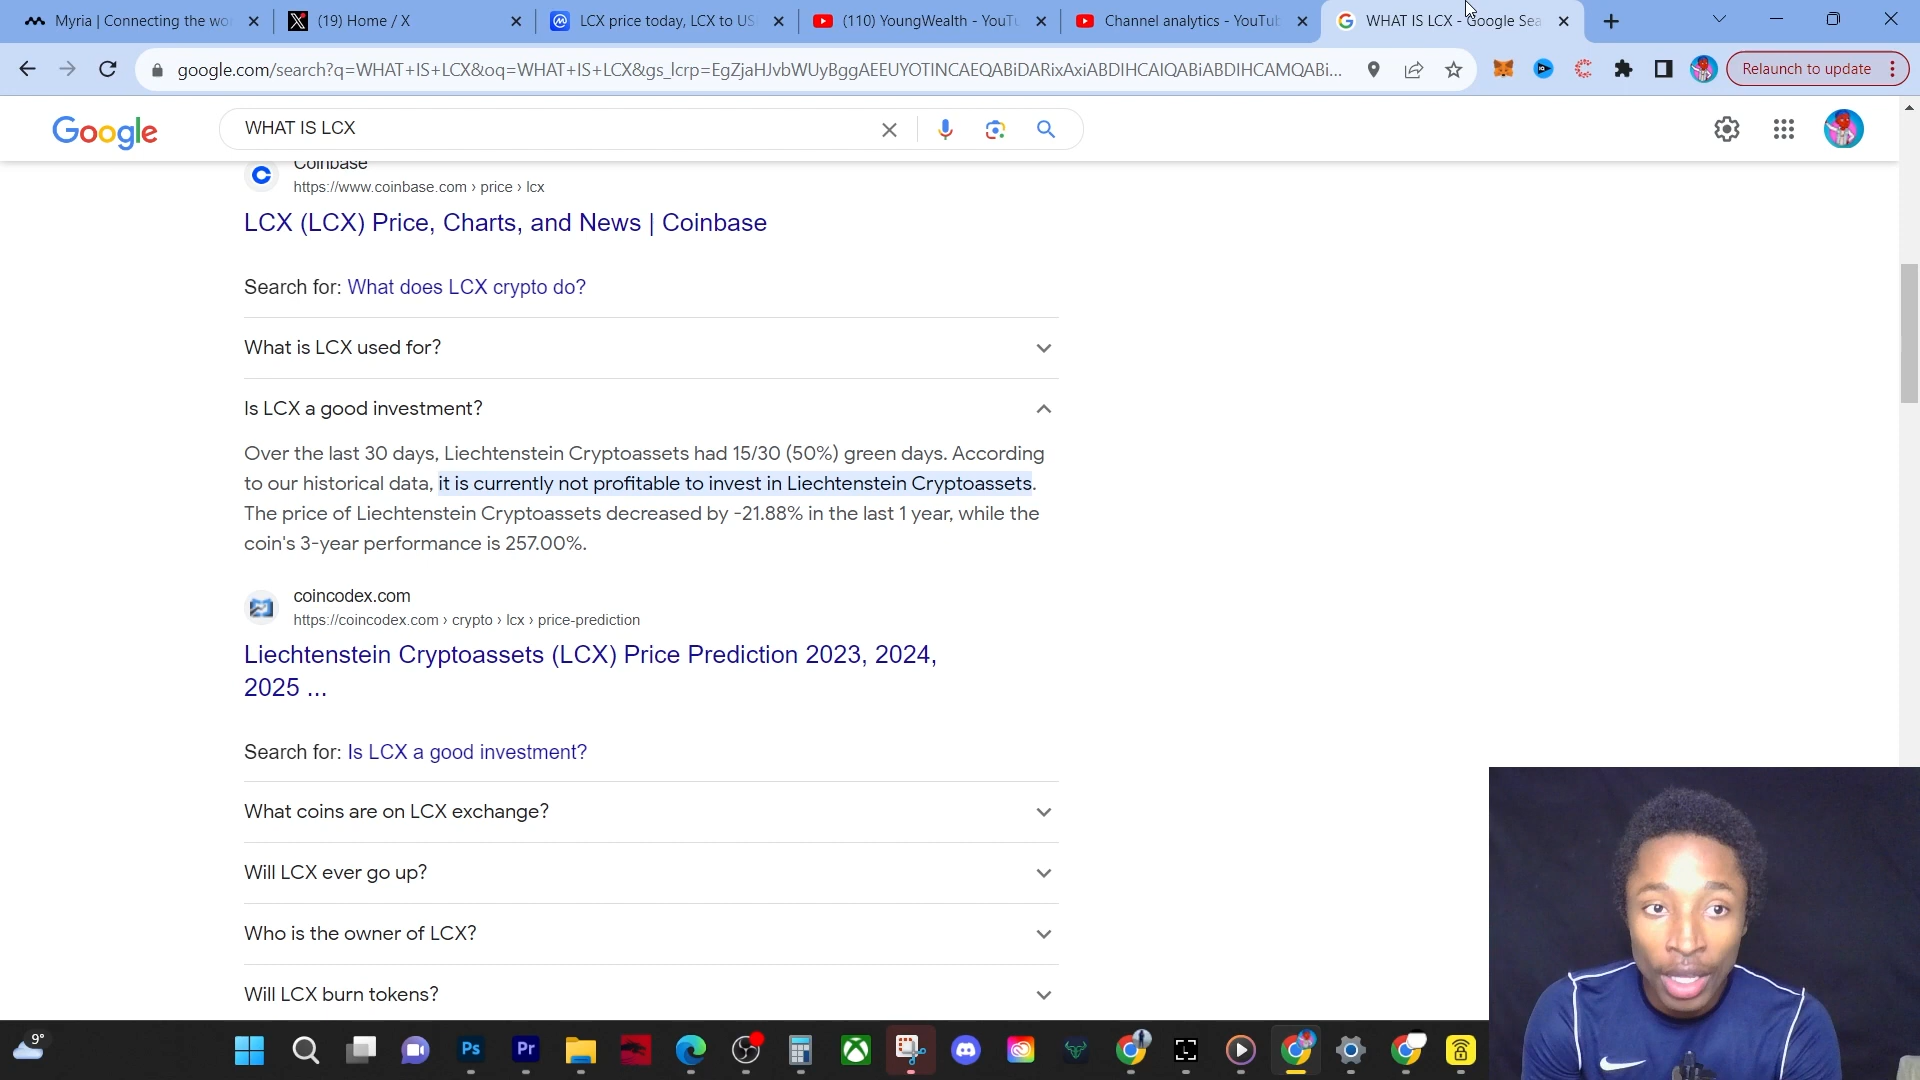 Myria | Connecting the wo
(19) Home / X
LCX price today, LCX to US
(110) YoungWealth - YouTu
Channel analytics - YouTub
WHAT IS LCX - Google Sea
google.com/search?q=WHAT+IS+LCX&oq=WHAT+IS+LCX&gs_lcrp=EgZjaHJvbWUyBggAEEUYOTINCAEQABiDARixAxiABDIHCAIQABiABDIHCAMQABi...
Relaunch to update
Google
WHAT IS LCX
Coinbase
https://www.coinbase.com › price › lcx
LCX (LCX) Price, Charts, and News | Coinbase
Search for: What does LCX crypto do?
What is LCX used for?
Is LCX a good investment?
Over the last 30 days, Liechtenstein Cryptoassets had 15/30 (50%) green days. According
to our historical data, it is currently not profitable to invest in Liechtenstein Cryptoassets.
The price of Liechtenstein Cryptoassets decreased by -21.88% in the last 1 year, while the
coin's 3-year performance is 257.00%.
coincodex.com
https://coincodex.com › crypto › lcx › price-prediction
Liechtenstein Cryptoassets (LCX) Price Prediction 2023, 2024,
2025 ...
Search for: Is LCX a good investment?
What coins are on LCX exchange?
Will LCX ever go up?
Who is the owner of LCX?
Will LCX burn tokens?
9°
Ps
Pr